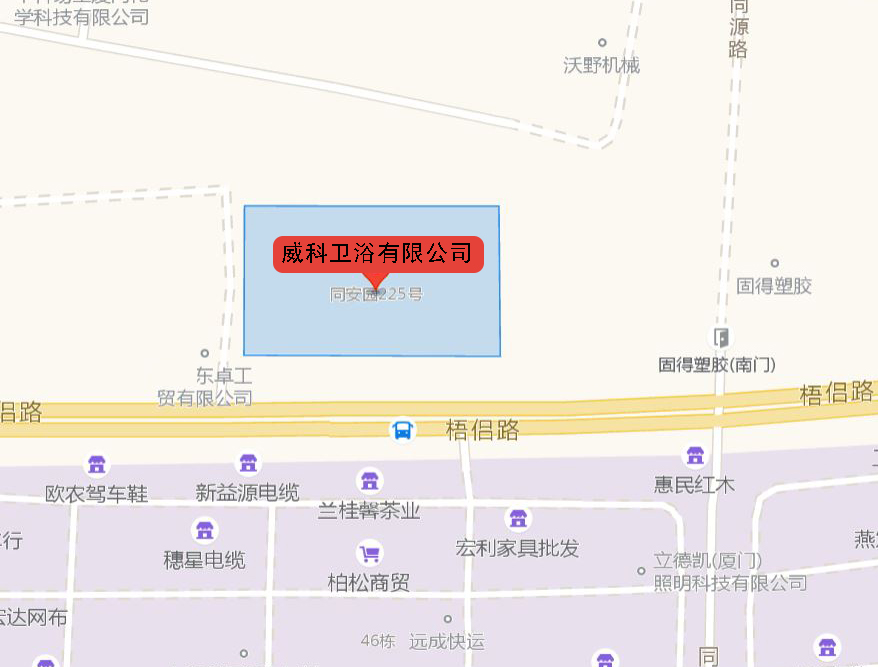 学科技有限公司
同源路
沃野机械
威科卫浴有限公司
同安园225号
固得塑胶
固得塑胶(南门)
东卓工
贸有限公司
梧侣路
侣路
梧侣路
欧农驾车鞋
新益源电缆
惠民红木
兰桂馨茶业
宏利家具批发
穗星电缆
柏松商贸
立德凯(厦门)
照明科技有限公司
宏达网布
46栋
远成快运
同